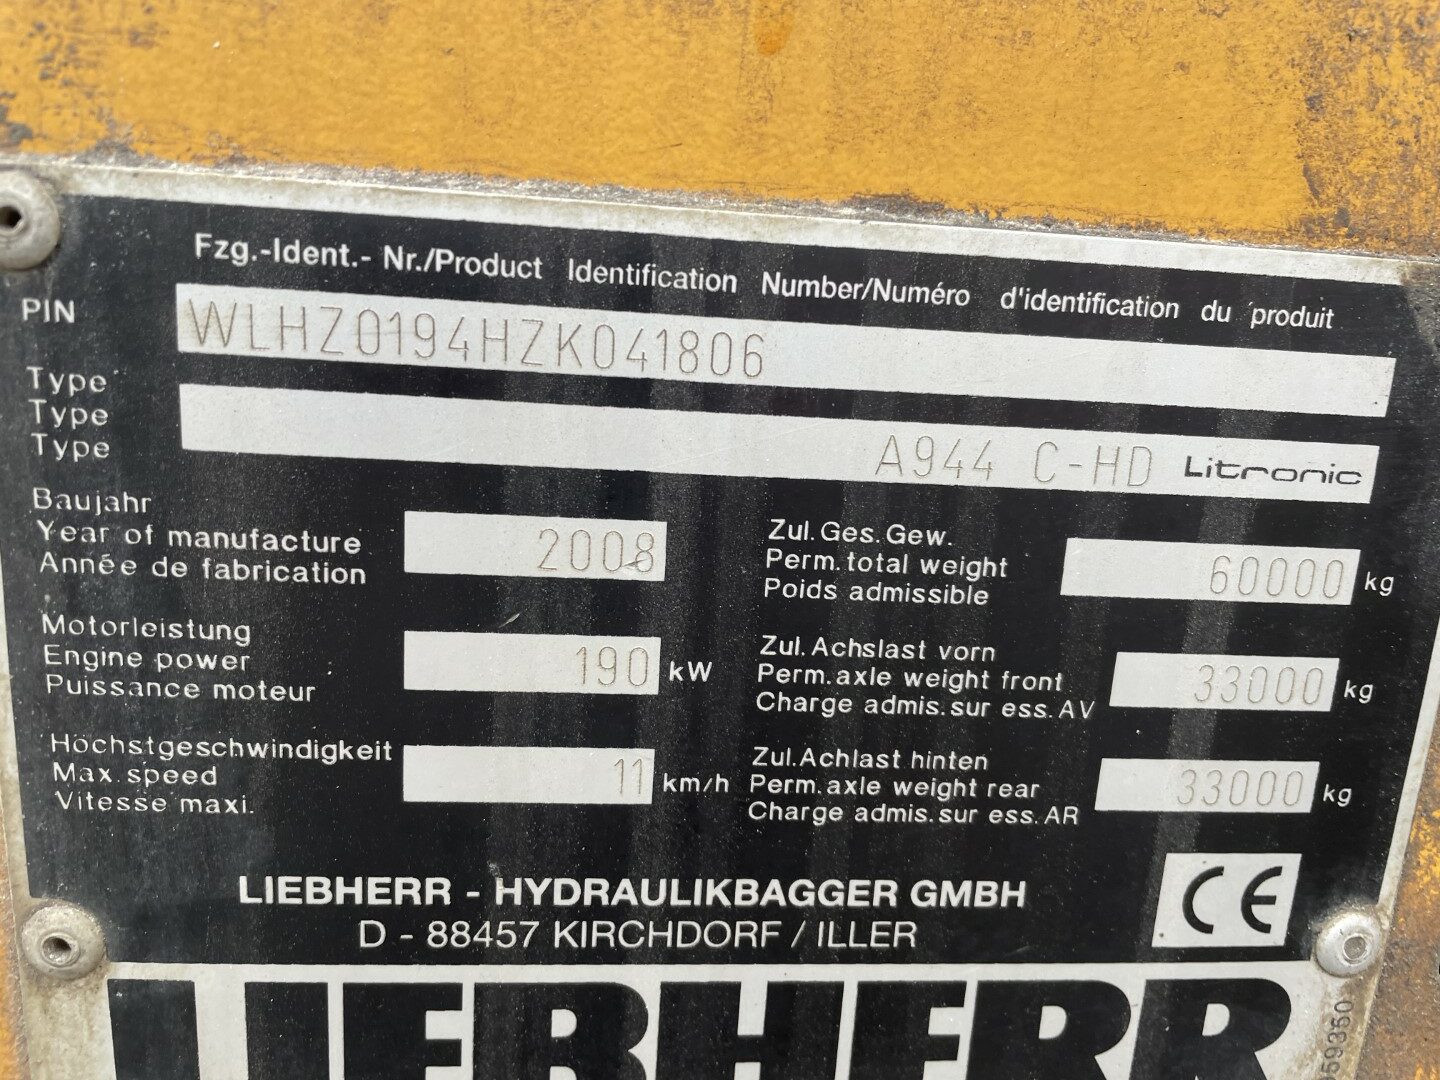 Fzg.-Ident.- Nr./Product Identification Number/Numéro d'identification du produit
PIN WLHZ0194HZK041806
Type
Type
Type
A944 C-HD Litronic
Baujahr
Year of manufacture 2008
Année de fabrication
Zul.Ges.Gew.
Perm.total weight 60000 kg
Poids admissible
Motorleistung
Engine power 190 kW
Puissance moteur
Zul.Achslast vorn
Perm.axle weight front 33000 kg
Charge admis.sur ess.AV
Höchstgeschwindigkeit
Max.speed 11 km/h
Vitesse maxi.
Zul.Achlast hinten
Perm.axle weight rear 33000 kg
Charge admis.sur ess.AR
LIEBHERR - HYDRAULIKBAGGER GMBH
D - 88457 KIRCHDORF / ILLER
CE
LIEBHERR